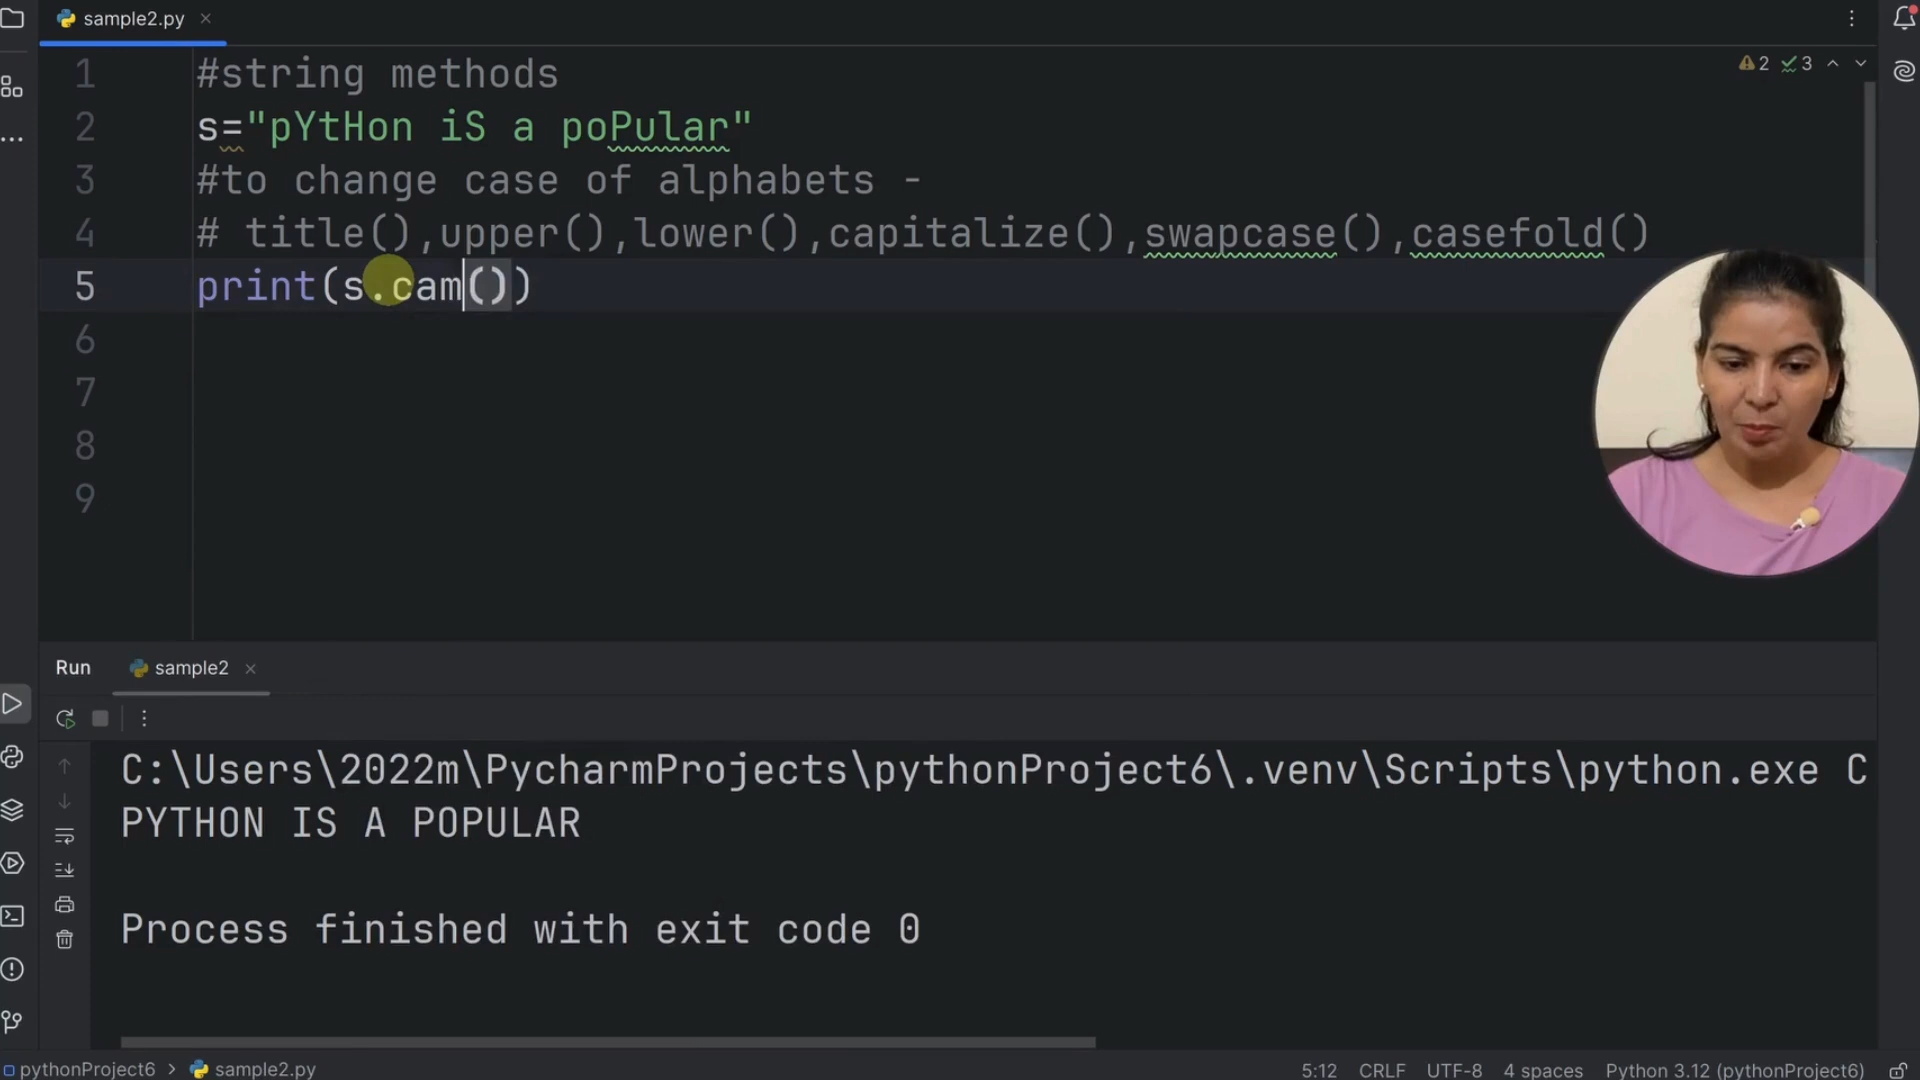 sample2.py
2 3
1 #string methods
2 s="pYtHon iS a poPular"
3 #to change case of alphabets -
4 # title(),upper(),lower(),capitalize(),swapcase(),casefold()
5 print(s.cam())
6
7
8
9
Run sample2
C:\Users\2022m\PycharmProjects\pythonProject6\.venv\Scripts\python.exe C
PYTHON IS A POPULAR
Process finished with exit code 0
pythonProject6 > sample2.py 5:12 CRLF UTF-8 4 spaces Python 3.12 (pythonProject6)